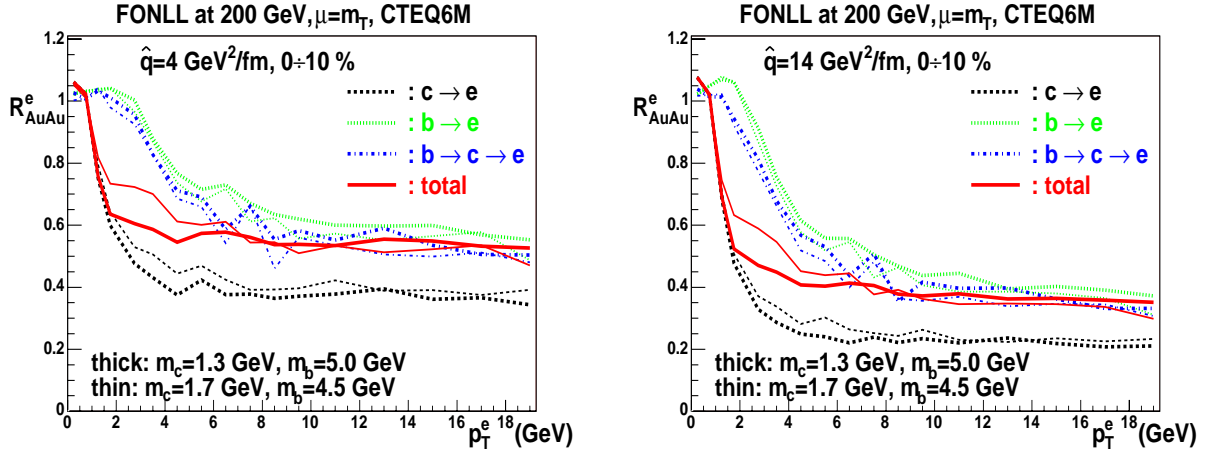 FONLL at 200 GeV, μ=m_T, CTEQ6M
1.2
1
0.8
0.6
0.4
0.2
0
R^e_AuAu
q̂=4 GeV²/fm, 0÷10 %
: c → e
: b → e
: b → c → e
: total
thick: m_c=1.3 GeV, m_b=5.0 GeV
thin: m_c=1.7 GeV, m_b=4.5 GeV
0 2 4 6 8 10 12 14 16 18
p_T^e (GeV)
FONLL at 200 GeV, μ=m_T, CTEQ6M
1.2
1
0.8
0.6
0.4
0.2
0
R^e_AuAu
q̂=14 GeV²/fm, 0÷10 %
: c → e
: b → e
: b → c → e
: total
thick: m_c=1.3 GeV, m_b=5.0 GeV
thin: m_c=1.7 GeV, m_b=4.5 GeV
0 2 4 6 8 10 12 14 16 18
p_T^e (GeV)